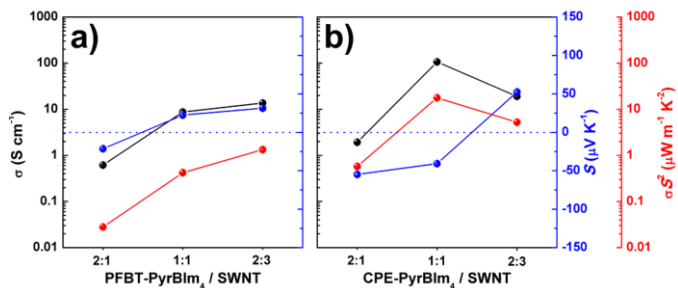 a)
b)
1000
100
10
1
0.1
0.01
σ (S cm⁻¹)
2:1 1:1 2:3
PFBT-PyrBIm₄ / SWNT
2:1 1:1 2:3
CPE-PyrBIm₄ / SWNT
150
100
50
0
-50
-100
-150
S (µV K⁻¹)
1000
100
10
1
0.1
0.01
σS² (µW m⁻¹ K⁻²)